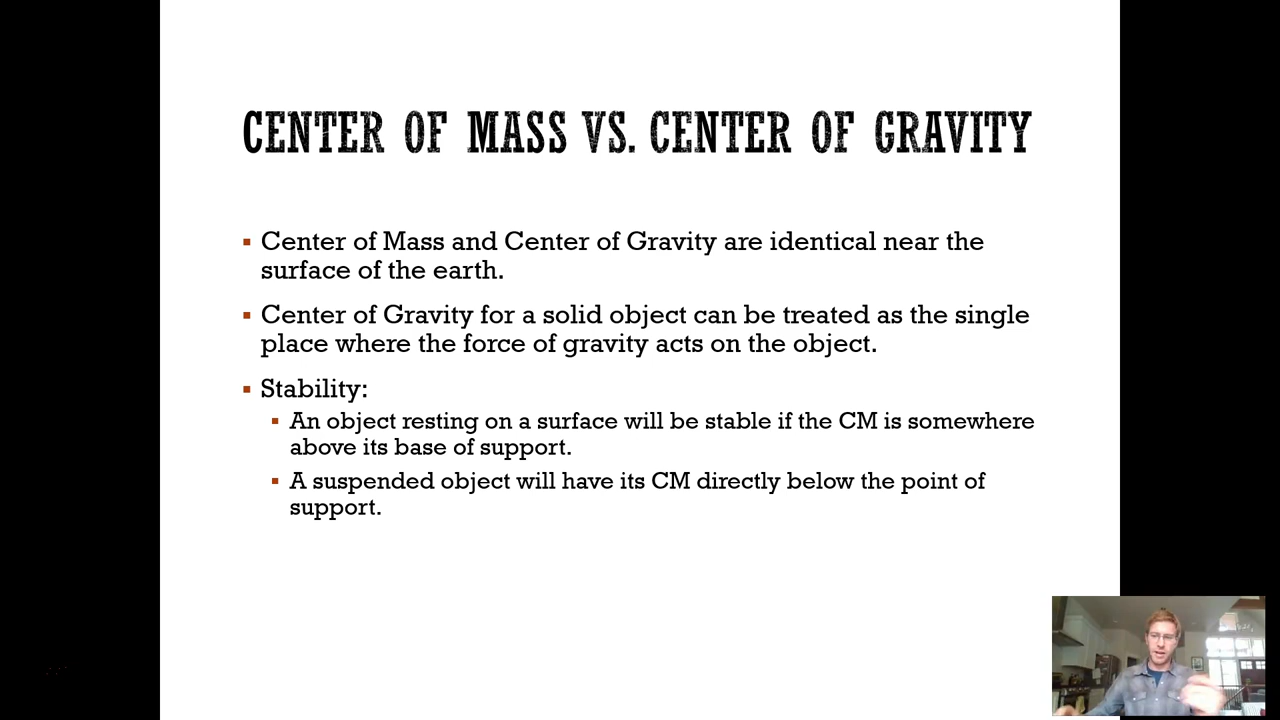 CENTER OF MASS VS. CENTER OF GRAVITY
Center of Mass and Center of Gravity are identical near the
surface of the earth.
Center of Gravity for a solid object can be treated as the single
place where the force of gravity acts on the object.
Stability:
An object resting on a surface will be stable if the CM is somewhere
above its base of support.
A suspended object will have its CM directly below the point of
support.